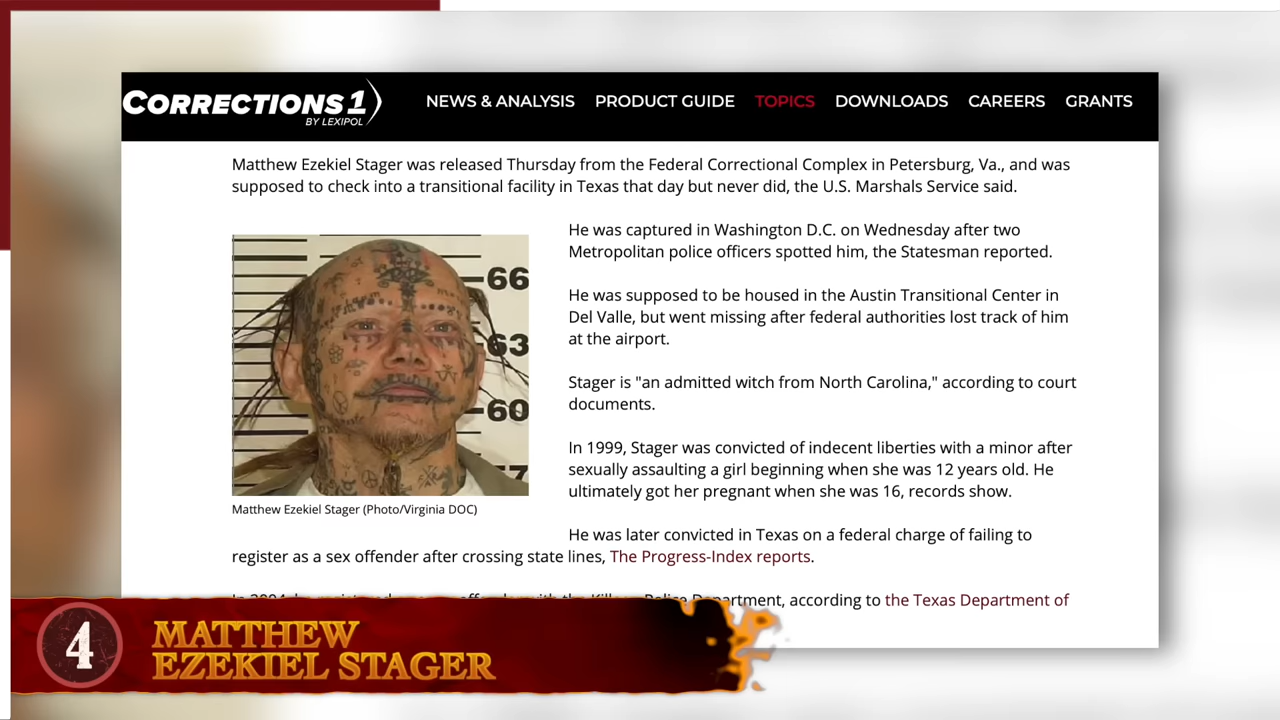 CORRECTIONS1
BY LEXIPOL
NEWS & ANALYSIS PRODUCT GUIDE TOPICS DOWNLOADS CAREERS GRANTS
Matthew Ezekiel Stager was released Thursday from the Federal Correctional Complex in Petersburg, Va., and was
supposed to check into a transitional facility in Texas that day but never did, the U.S. Marshals Service said.
He was captured in Washington D.C. on Wednesday after two
Metropolitan police officers spotted him, the Statesman reported.
He was supposed to be housed in the Austin Transitional Center in
Del Valle, but went missing after federal authorities lost track of him
at the airport.
Stager is "an admitted witch from North Carolina," according to court
documents.
In 1999, Stager was convicted of indecent liberties with a minor after
sexually assaulting a girl beginning when she was 12 years old. He
ultimately got her pregnant when she was 16, records show.
66
63
60
Matthew Ezekiel Stager (Photo/Virginia DOC)
He was later convicted in Texas on a federal charge of failing to
register as a sex offender after crossing state lines, The Progress-Index reports.
Department, according to the Texas Department of
4
MATTHEW
EZEKIEL STAGER